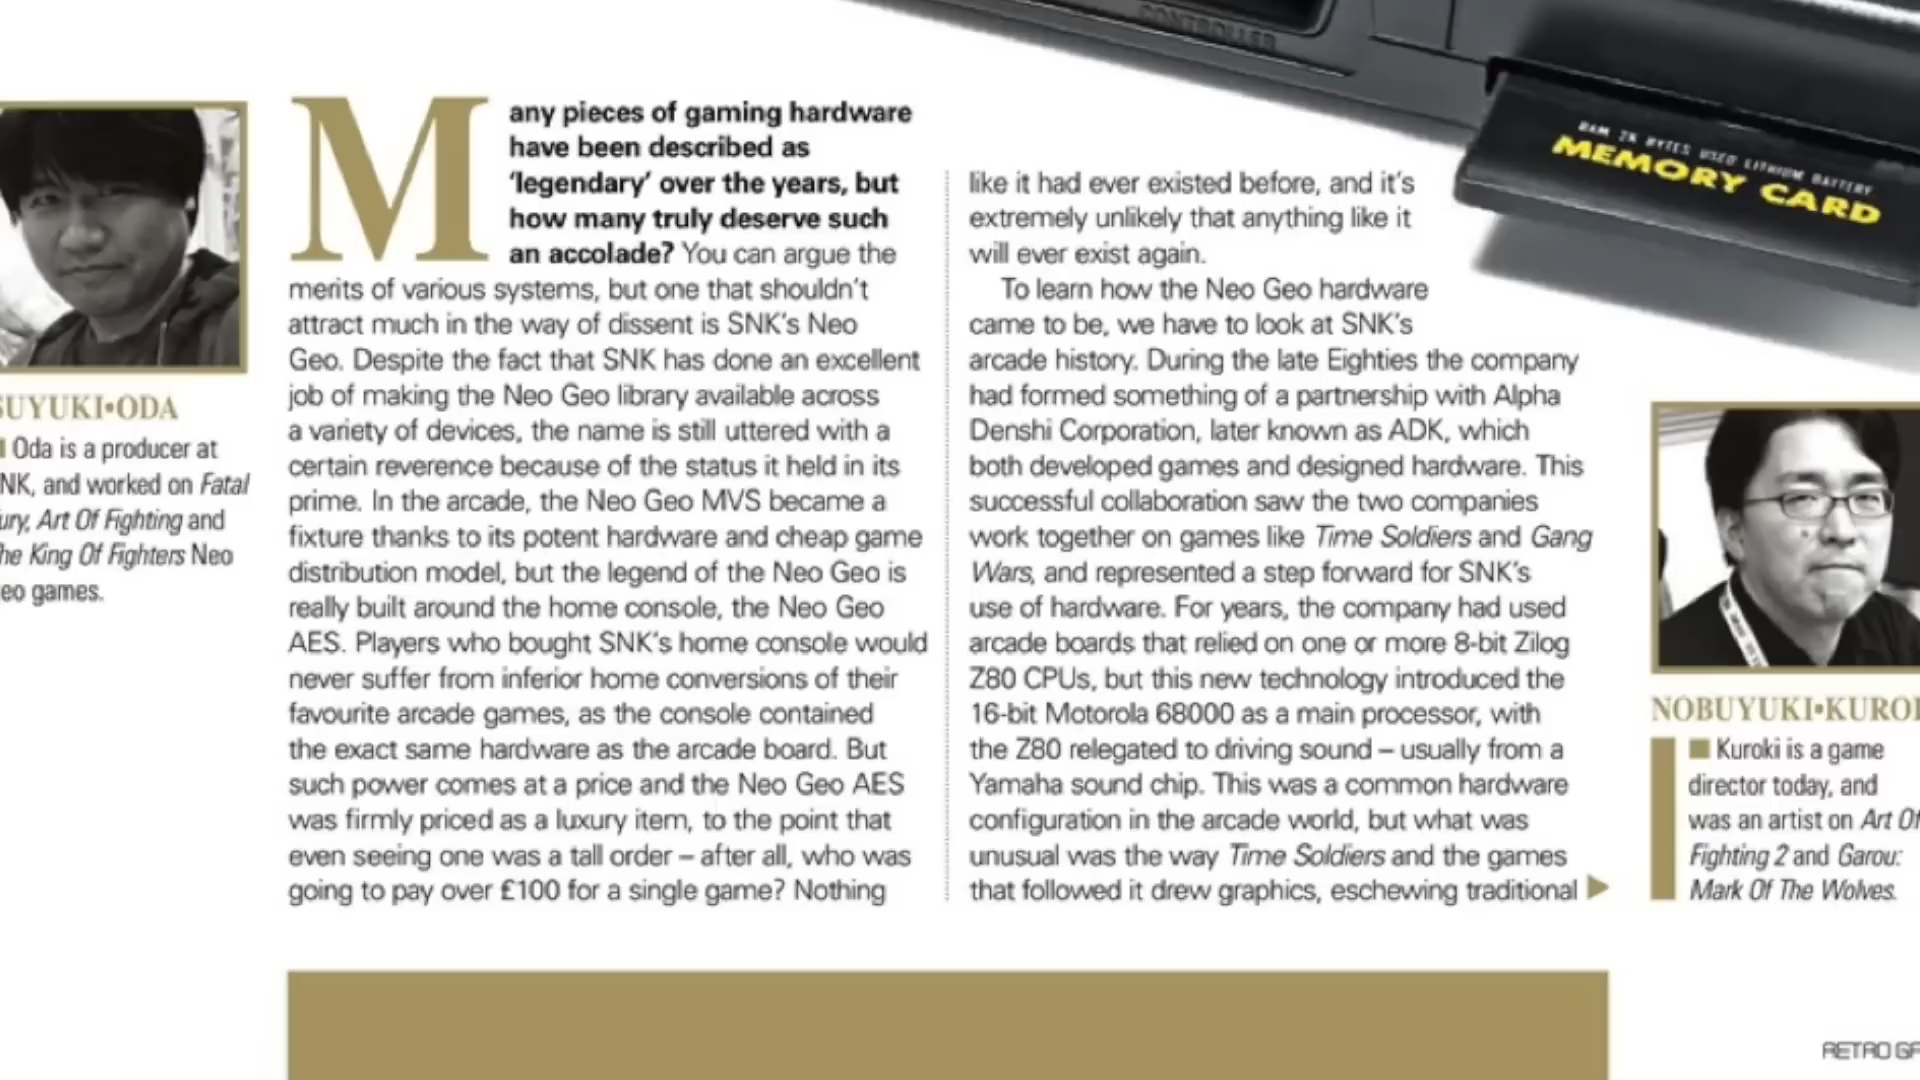 CONTROLLER
RAM 2K BYTES USED LITHIUM BATTERY
MEMORY CARD
SUYUKI•ODA
Oda is a producer at
NK, and worked on Fatal
ury, Art Of Fighting and
he King Of Fighters Neo
eo games.
Many pieces of gaming hardware
have been described as
‘legendary’ over the years, but
how many truly deserve such
an accolade? You can argue the
merits of various systems, but one that shouldn’t
attract much in the way of dissent is SNK’s Neo
Geo. Despite the fact that SNK has done an excellent
job of making the Neo Geo library available across
a variety of devices, the name is still uttered with a
certain reverence because of the status it held in its
prime. In the arcade, the Neo Geo MVS became a
fixture thanks to its potent hardware and cheap game
distribution model, but the legend of the Neo Geo is
really built around the home console, the Neo Geo
AES. Players who bought SNK’s home console would
never suffer from inferior home conversions of their
favourite arcade games, as the console contained
the exact same hardware as the arcade board. But
such power comes at a price and the Neo Geo AES
was firmly priced as a luxury item, to the point that
even seeing one was a tall order – after all, who was
going to pay over £100 for a single game? Nothing
like it had ever existed before, and it’s
extremely unlikely that anything like it
will ever exist again.
To learn how the Neo Geo hardware
came to be, we have to look at SNK’s
arcade history. During the late Eighties the company
had formed something of a partnership with Alpha
Denshi Corporation, later known as ADK, which
both developed games and designed hardware. This
successful collaboration saw the two companies
work together on games like Time Soldiers and Gang
Wars, and represented a step forward for SNK’s
use of hardware. For years, the company had used
arcade boards that relied on one or more 8-bit Zilog
Z80 CPUs, but this new technology introduced the
16-bit Motorola 68000 as a main processor, with
the Z80 relegated to driving sound – usually from a
Yamaha sound chip. This was a common hardware
configuration in the arcade world, but what was
unusual was the way Time Soldiers and the games
that followed it drew graphics, eschewing traditional
NOBUYUKI•KURO
Kuroki is a game
director today, and
was an artist on Art Of
Fighting 2 and Garou:
Mark Of The Wolves.
RETRO GA